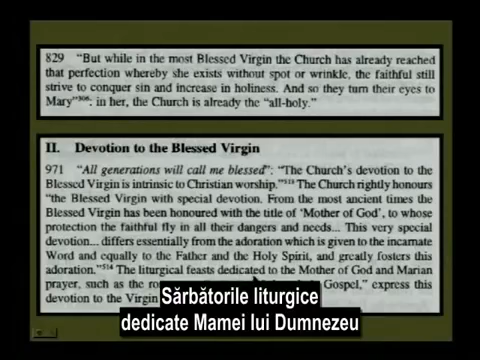 829 "But while in the most Blessed Virgin the Church has already reached
that perfection whereby she exists without spot or wrinkle, the faithful still
strive to conquer sin and increase in holiness. And so they turn their eyes to
Mary"306: in her, the Church is already the "all-holy."
II. Devotion to the Blessed Virgin
971 "All generations will call me blessed": "The Church's devotion to the
Blessed Virgin is intrinsic to Christian worship."513 The Church rightly honours
"the Blessed Virgin with special devotion. From the most ancient times the
Blessed Virgin has been honoured with the title of 'Mother of God', to whose
protection the faithful fly in all their dangers and needs... This very special
devotion... differs essentially from the adoration which is given to the incarnate
Word and equally to the Father and the Holy Spirit, and greatly fosters this
adoration."514 The liturgical feasts dedicated to the Mother of God and Marian
prayer, such as the Gospel," express this
devotion to the Virgin
Sărbătorile liturgice
dedicate Mamei lui Dumnezeu